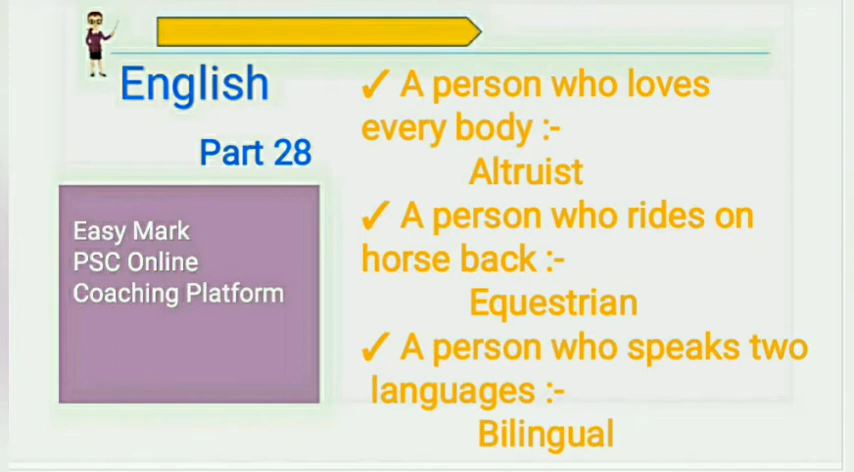 English
Part 28
Easy Mark
PSC Online
Coaching Platform
✓ A person who loves
every body :-
Altruist
✓ A person who rides on
horse back :-
Equestrian
✓ A person who speaks two
languages :-
Bilingual